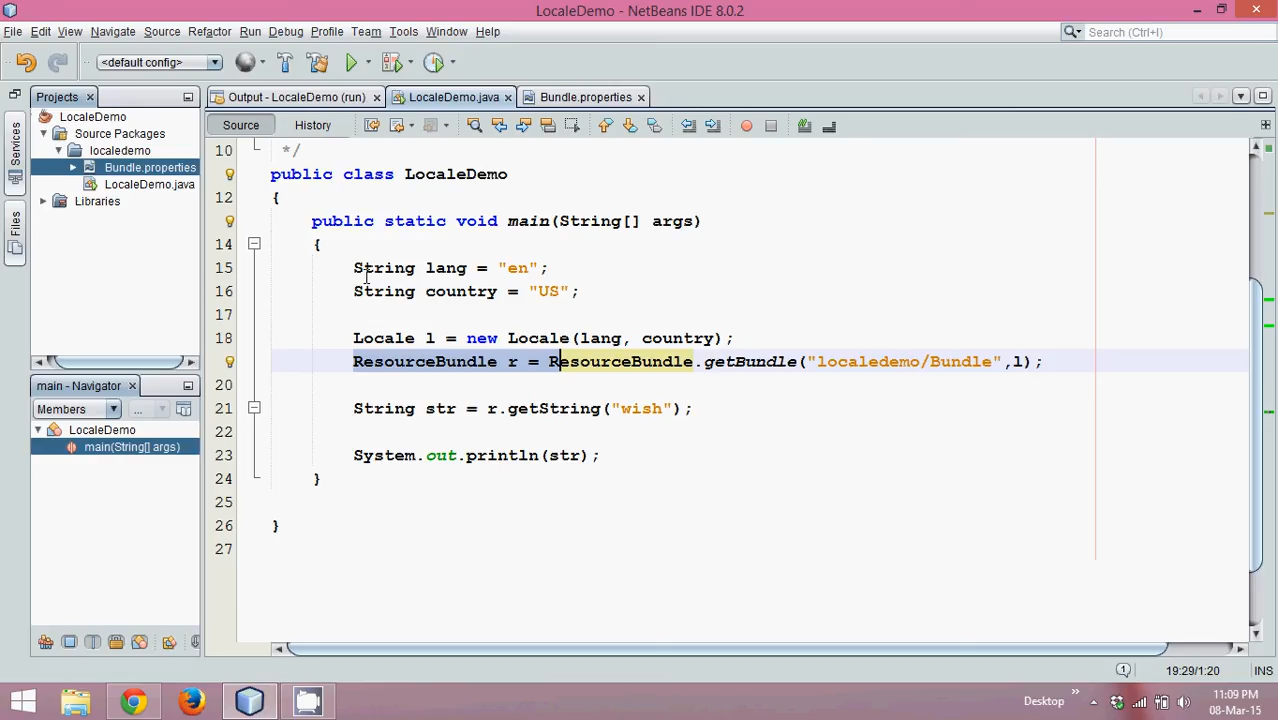 LocaleDemo - NetBeans IDE 8.0.2
File Edit View Navigate Source Refactor Run Debug Profile Team Tools Window Help
Search (Ctrl+I)
<default config>
Projects
Output - LocaleDemo (run)
LocaleDemo.java
Bundle.properties
Services
Files
LocaleDemo
Source Packages
localedemo
Bundle.properties
LocaleDemo.java
Libraries
Source History
10 */
public class LocaleDemo
12 {
public static void main(String[] args)
14 {
15 String lang = "en";
16 String country = "US";
17
18 Locale l = new Locale(lang, country);
ResourceBundle r = ResourceBundle.getBundle("localedemo/Bundle",l);
20
21 String str = r.getString("wish");
22
23 System.out.println(str);
24 }
25
26 }
27
main - Navigator
Members
...
LocaleDemo
main(String[] args)
19:29/1:20
INS
Desktop
11:09 PM
08-Mar-15